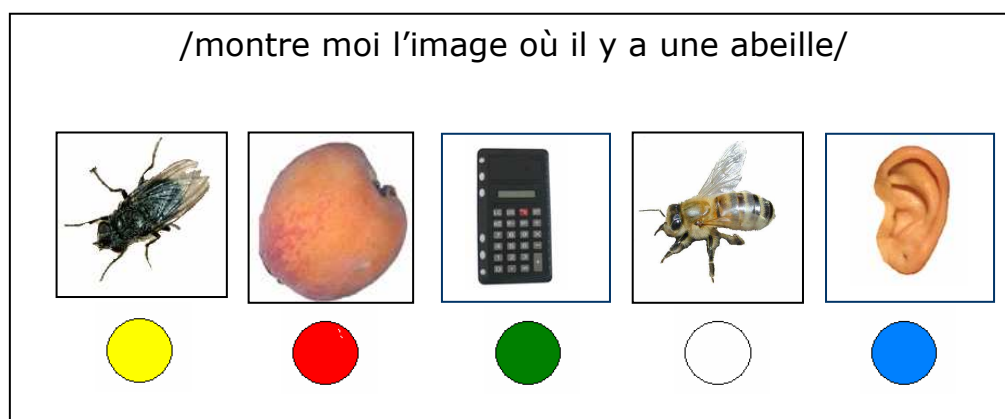 /montre moi l’image où il y a une abeille/